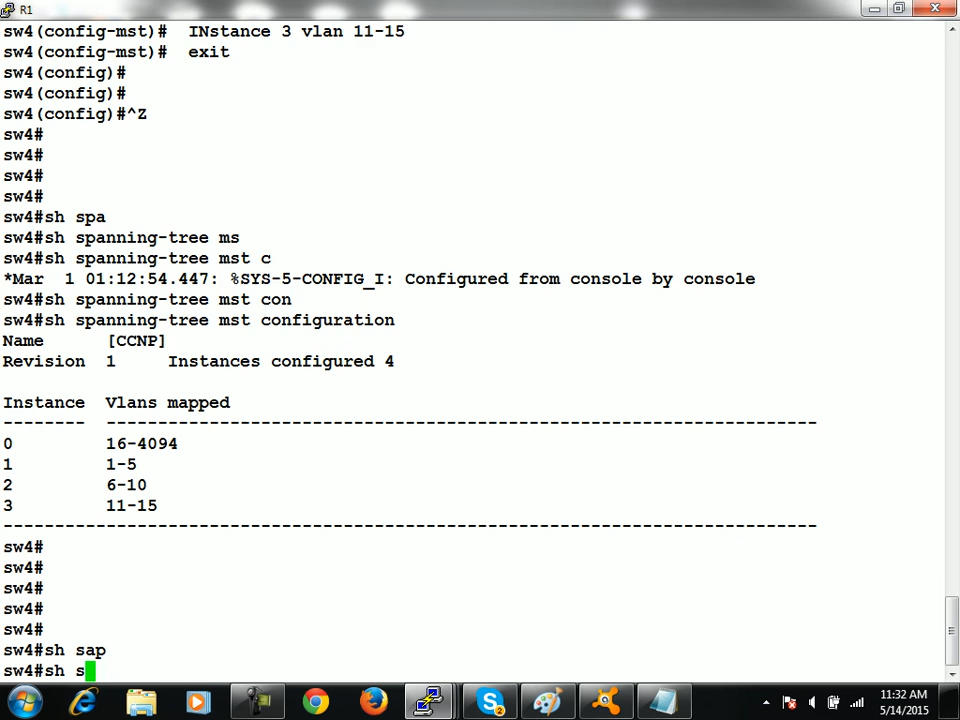 R1
sw4(config-mst)#  INstance 3 vlan 11-15
sw4(config-mst)#  exit
sw4(config)#
sw4(config)#
sw4(config)#^Z
sw4#
sw4#
sw4#
sw4#
sw4#sh spa
sw4#sh spanning-tree ms
sw4#sh spanning-tree mst c
*Mar  1 01:12:54.447: %SYS-5-CONFIG_I: Configured from console by console
sw4#sh spanning-tree mst con
sw4#sh spanning-tree mst configuration
Name      [CCNP]
Revision  1     Instances configured 4
Instance  Vlans mapped
--------  ---------------------------------------------------------------------
0         16-4094
1         1-5
2         6-10
3         11-15
-------------------------------------------------------------------------------
sw4#
sw4#
sw4#
sw4#
sw4#
sw4#sh sap
sw4#sh s
2
11:32 AM
5/14/2015